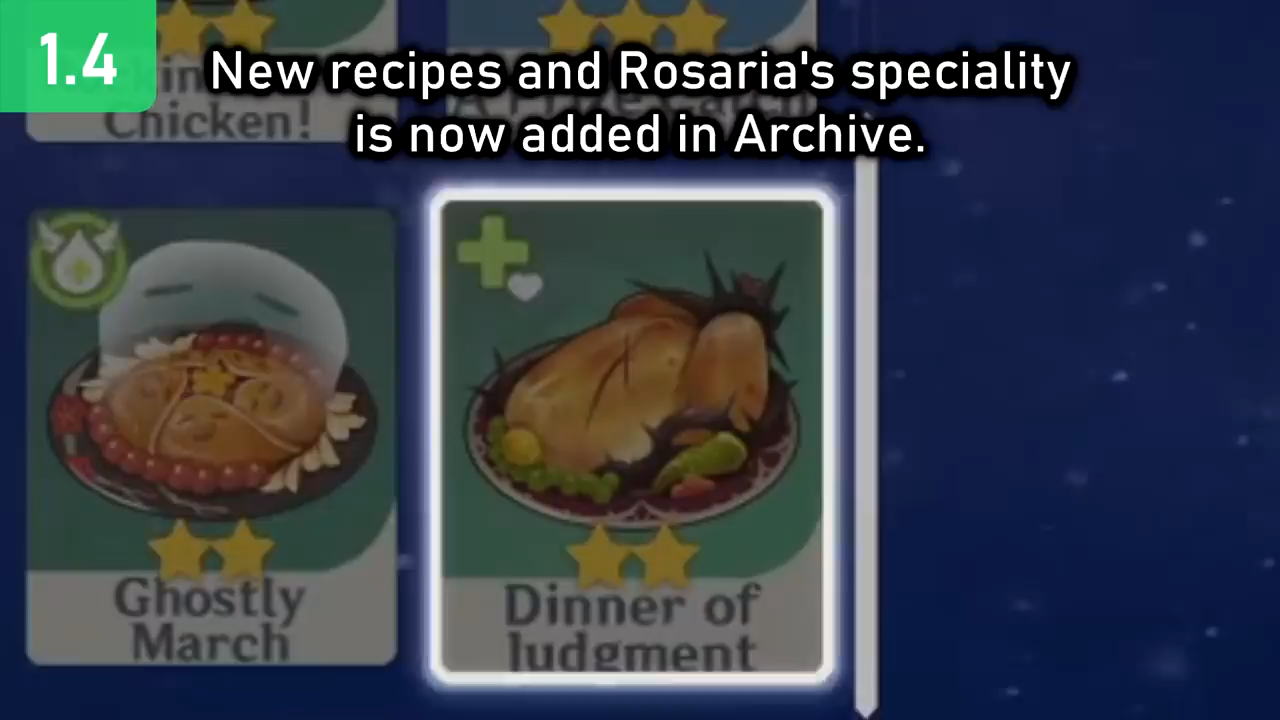 1.4
New recipes and Rosaria's speciality
is now added in Archive.
Chicken!
Ghostly
March
Dinner of
Judgment